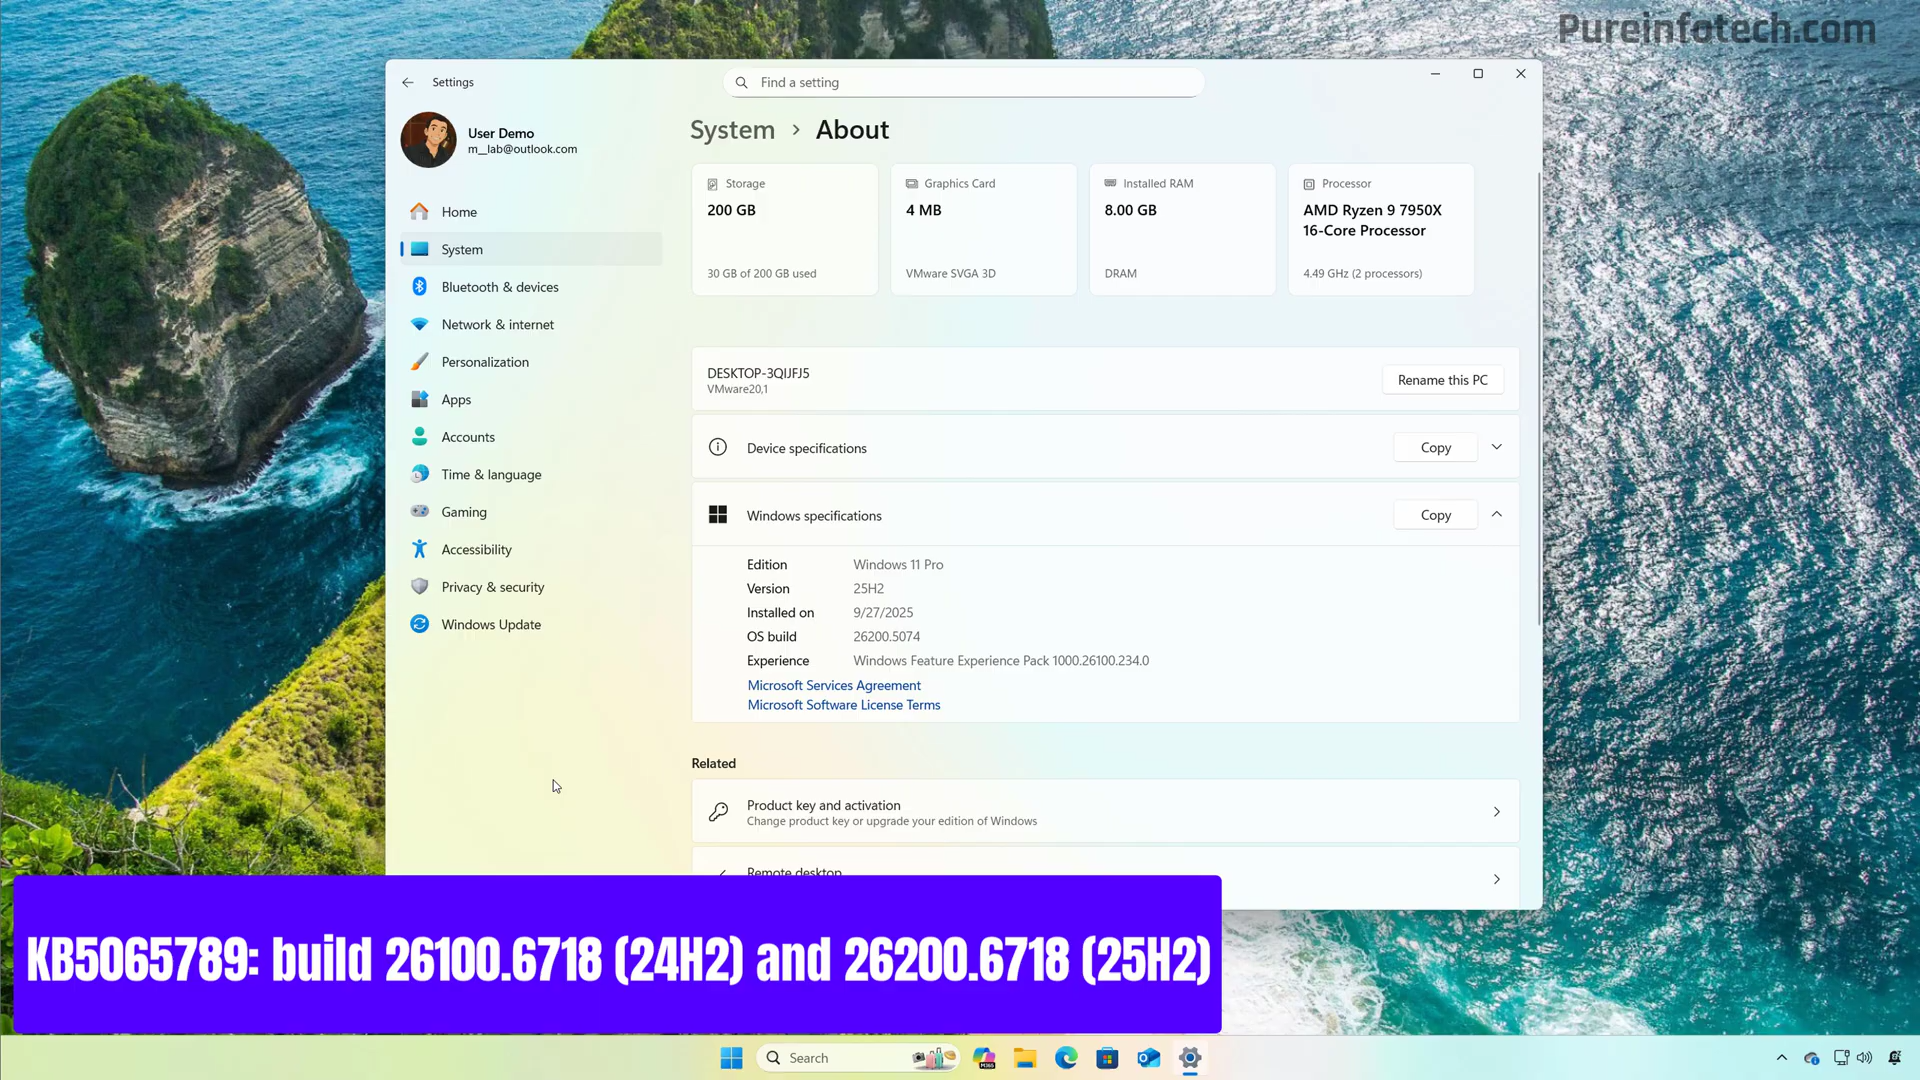 Pureinfotech.com
Settings
Find a setting
User Demo
m__lab@outlook.com
System > About
Home
System
Bluetooth & devices
Network & internet
Personalization
Apps
Accounts
Time & language
Gaming
Accessibility
Privacy & security
Windows Update
Storage
200 GB
30 GB of 200 GB used
Graphics Card
4 MB
VMware SVGA 3D
Installed RAM
8.00 GB
DRAM
Processor
AMD Ryzen 9 7950X
16-Core Processor
4.49 GHz (2 processors)
DESKTOP-3QIJFJ5
VMware20,1
Rename this PC
Device specifications
Copy
Windows specifications
Copy
Edition Windows 11 Pro
Version 25H2
Installed on 9/27/2025
OS build 26200.5074
Experience Windows Feature Experience Pack 1000.26100.234.0
Microsoft Services Agreement
Microsoft Software License Terms
Related
Product key and activation
Change product key or upgrade your edition of Windows
Remote desktop
KB5065789: build 26100.6718 (24H2) and 26200.6718 (25H2)
Search
M365